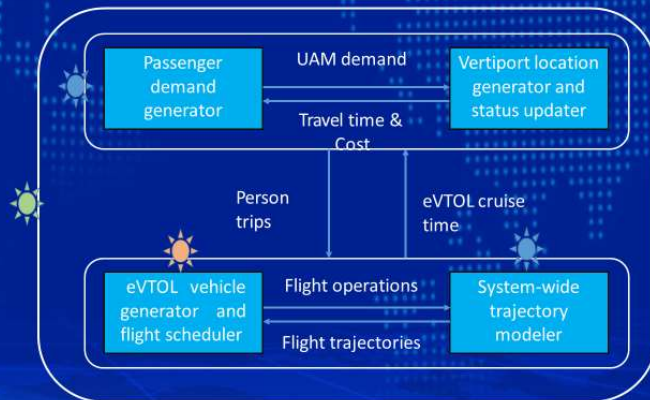 Passenger
demand
generator
UAM demand
Travel time &
Cost
Vertiport location
generator and
status updater
Person
trips
eVTOL cruise
time
eVTOL vehicle
generator and
flight scheduler
Flight operations
Flight trajectories
System-wide
trajectory
modeler